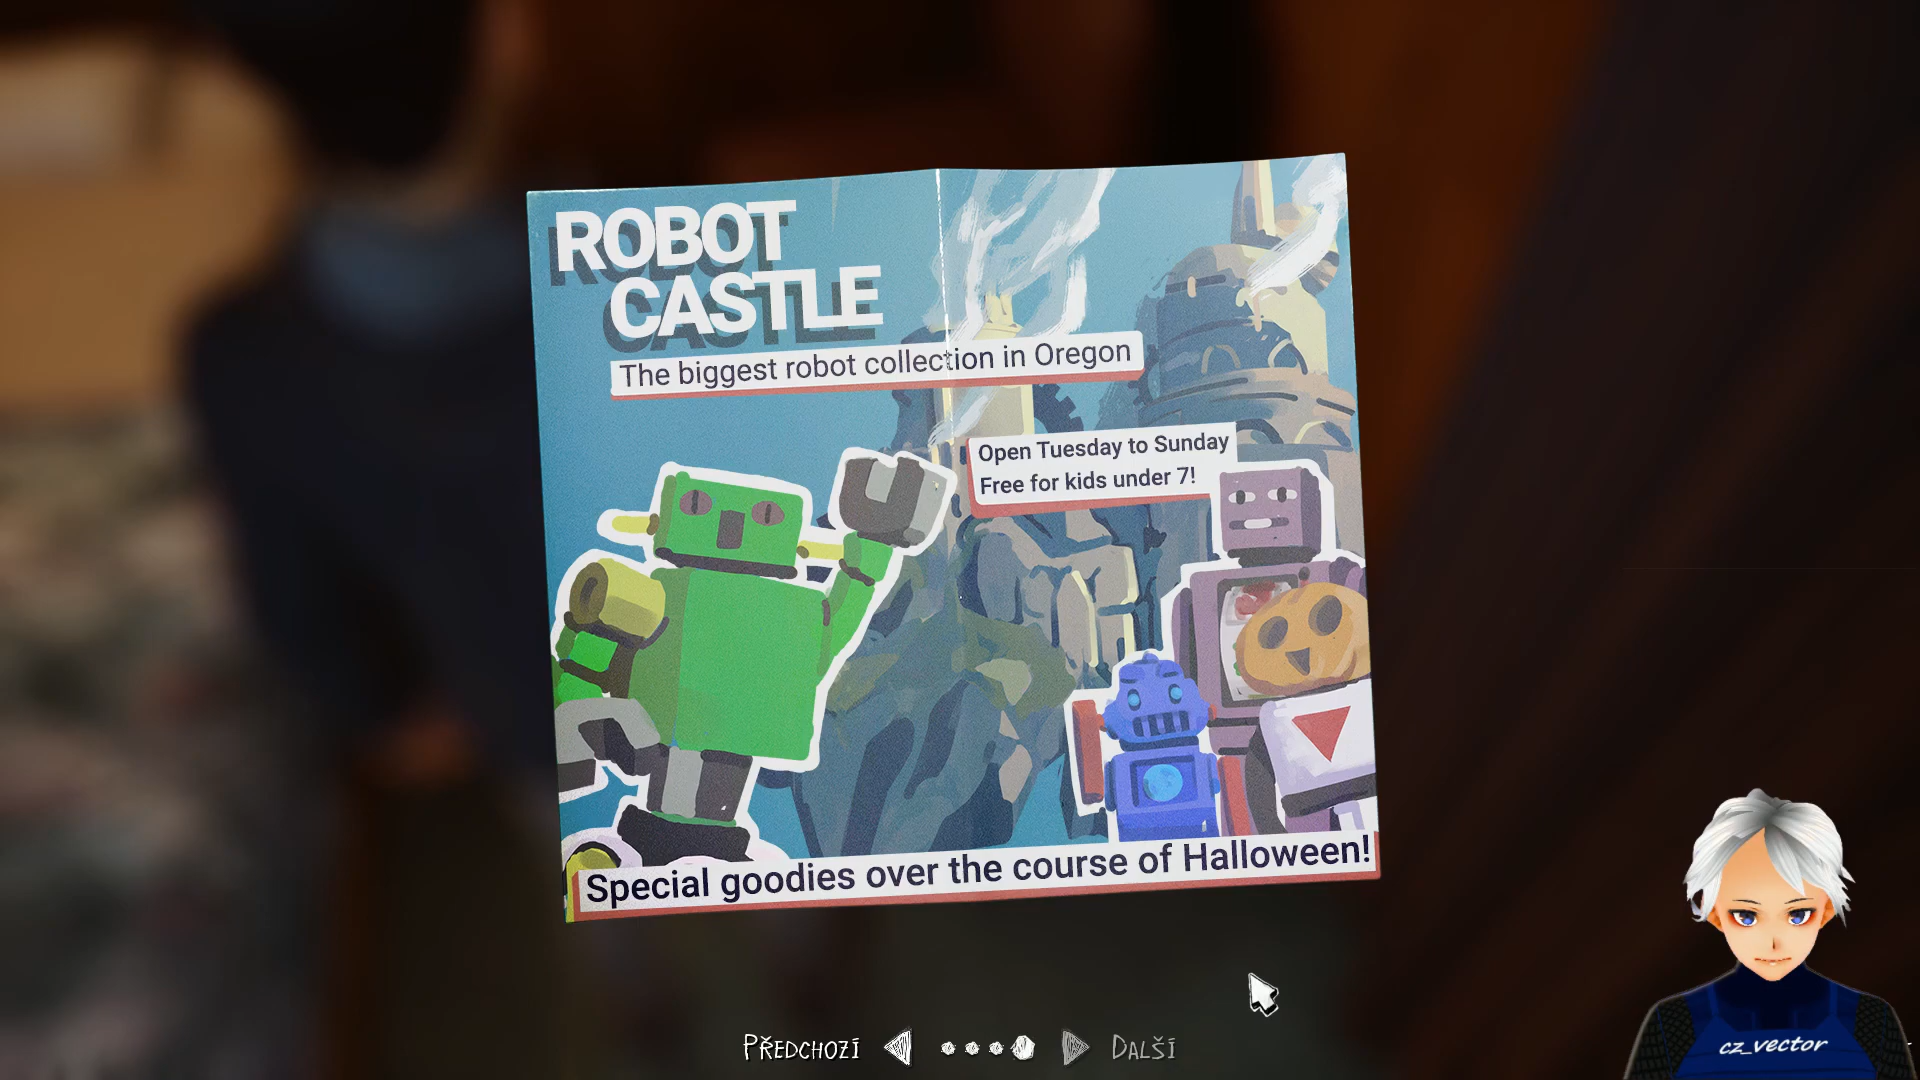 ROBOT
CASTLE
The biggest robot collection in Oregon
Open Tuesday to Sunday
Free for kids under 7!
Special goodies over the course of Halloween!
PŘEDCHOZÍ
DALŠÍ
cz_vector